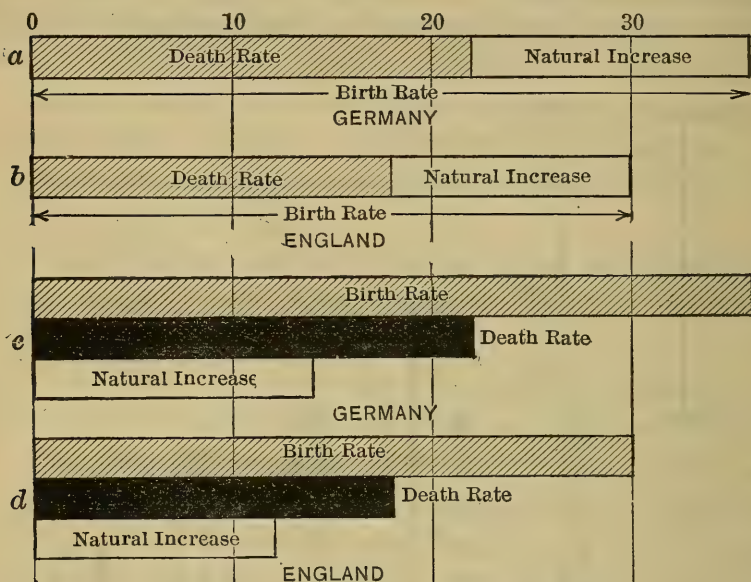 0 10 20 30
a Death Rate Natural Increase
Birth Rate
GERMANY
b Death Rate Natural Increase
Birth Rate
ENGLAND
Birth Rate
c Death Rate
Natural Increase
GERMANY
Birth Rate
d Death Rate
Natural Increase
ENGLAND